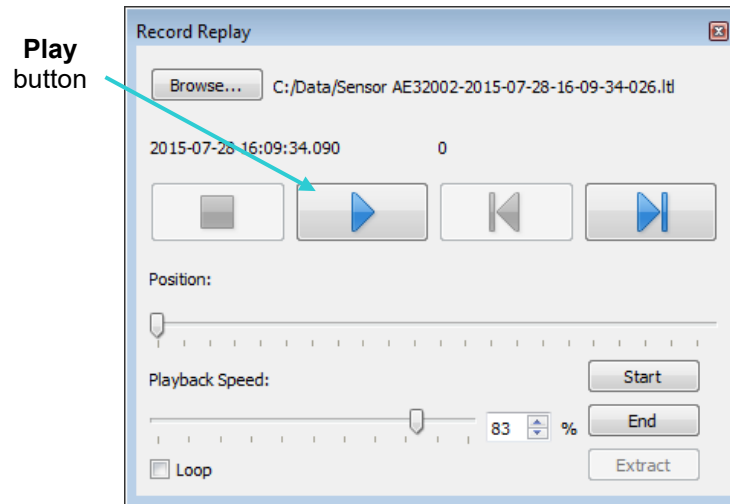 Record Replay
Play
button
Browse... C:/Data/Sensor AE32002-2015-07-28-16-09-34-026.ltl
2015-07-28 16:09:34.090 0
Position:
Playback Speed:
Start
83 %
End
Loop
Extract